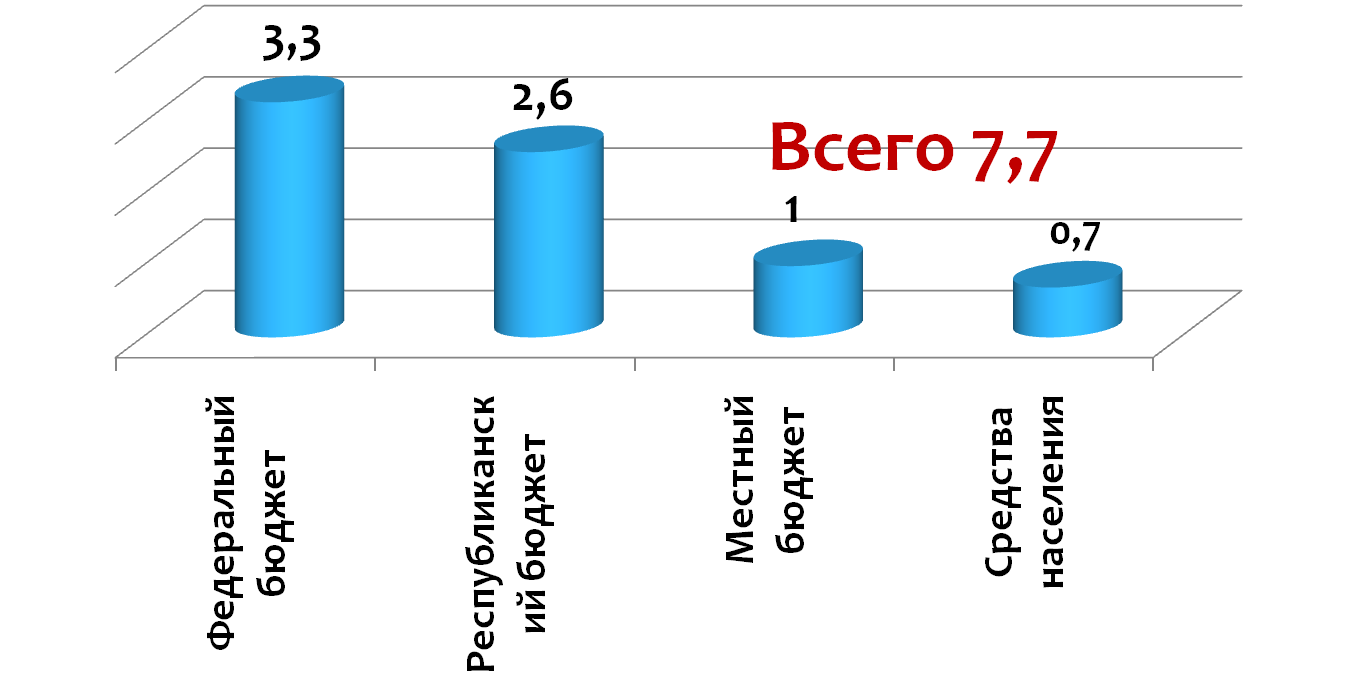 3,3
2,6
Всего 7,7
1
0,7
Федеральный
бюджет
Республиканск
ий бюджет
Местный
бюджет
Средства
населения